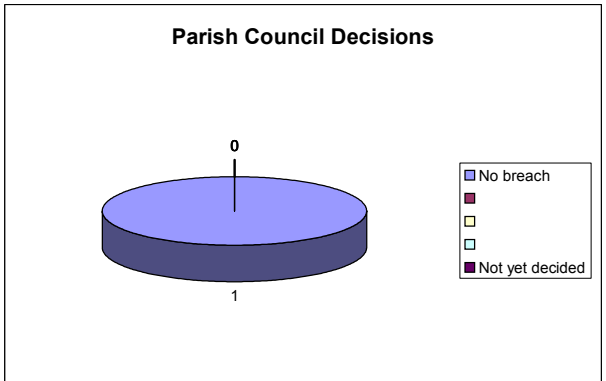 Parish Council Decisions
0
No breach
Not yet decided
1